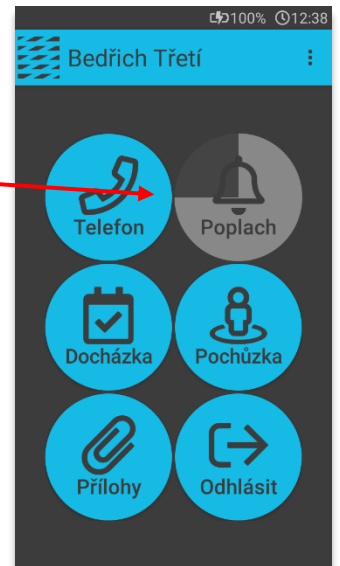 100% 12:38
Bedřich Třetí
Telefon
Poplach
Docházka
Pochůzka
Přílohy
Odhlásit